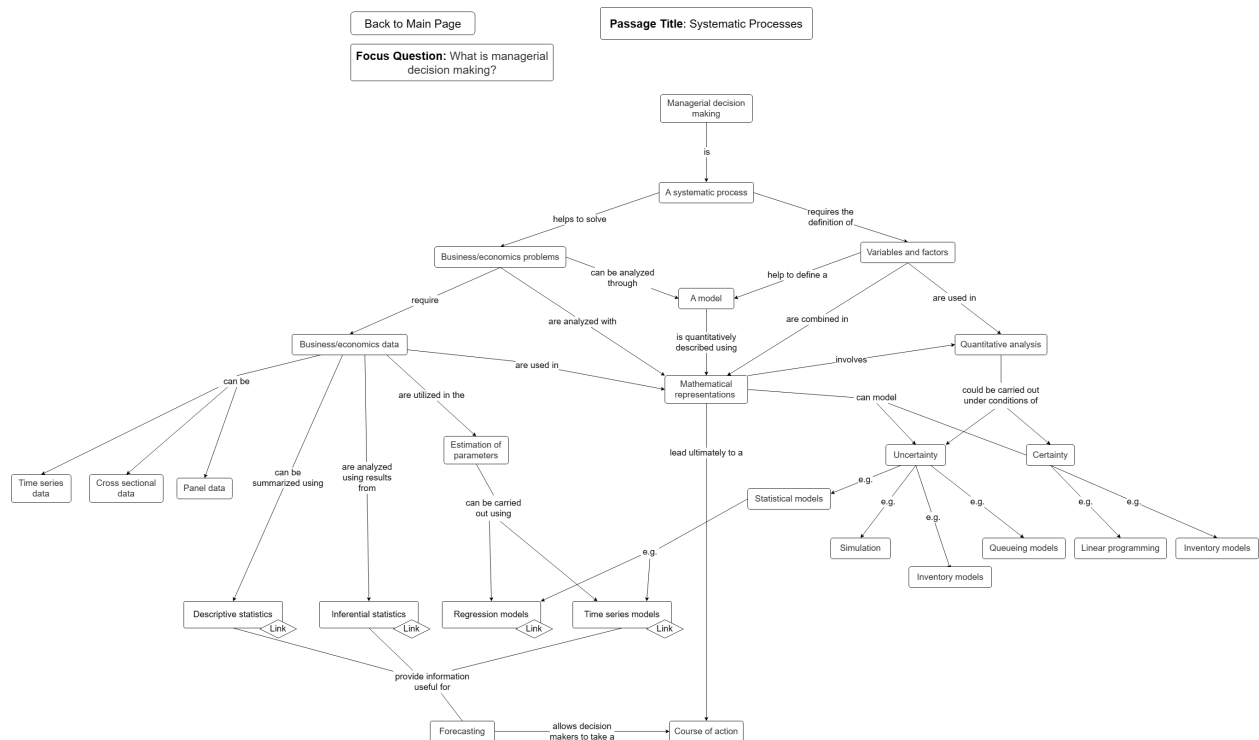 Back to Main Page
Passage Title: Systematic Processes
Focus Question: What is managerial
decision making?
Managerial decision
making
is
A systematic process
helps to solve
requires the
definition of
Business/economics problems
Variables and factors
can be analyzed
through
help to define a
A model
require
are analyzed with
are combined in
are used in
is quantitatively
described using
Business/economics data
Quantitative analysis
are used in
involves
can be
are utilized in the
Mathematical
representations
can model
could be carried out
under conditions of
Estimation of
parameters
lead ultimately to a
Uncertainty
Certainty
Time series
data
Cross sectional
data
Panel data
can be
summarized using
are analyzed
using results
from
can be carried
out using
Statistical models
e.g.
e.g.
e.g.
e.g.
e.g.
e.g.
e.g.
Simulation
Inventory models
Queueing models
Linear programming
Inventory models
Descriptive statistics
Link
Inferential statistics
Link
Regression models
Link
Time series models
Link
provide information
useful for
Forecasting
allows decision
makers to take a
Course of action